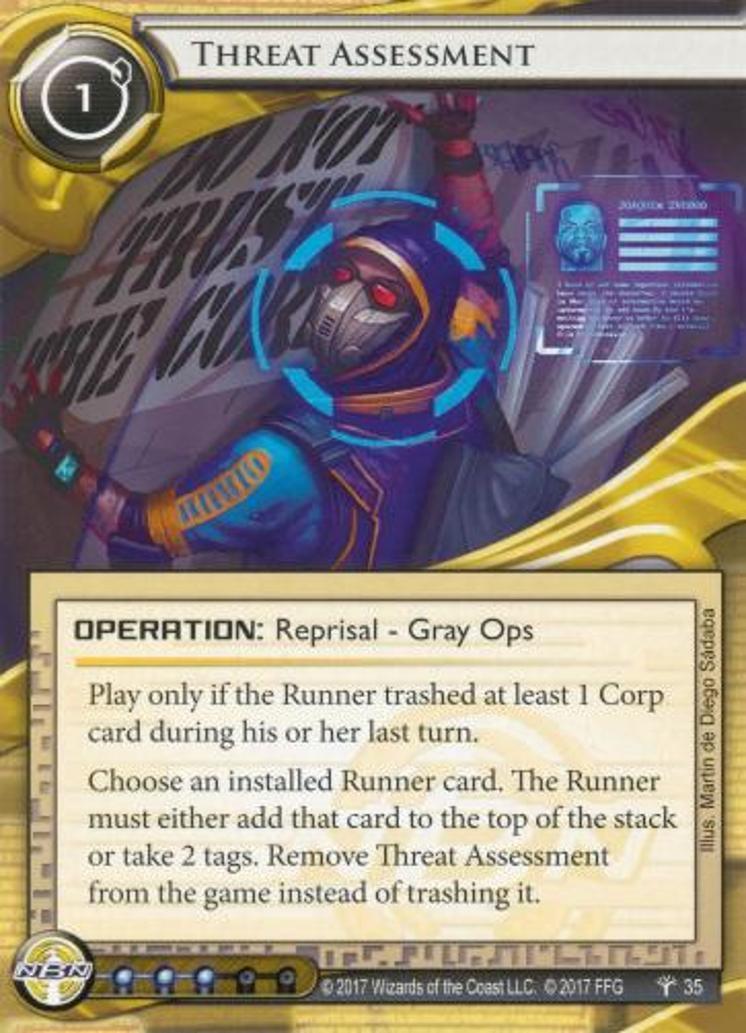 THREAT ASSESSMENT
1
DO NOT
TRUST
THE COR
OPERATION: Reprisal - Gray Ops
Play only if the Runner trashed at least 1 Corp
card during his or her last turn.
Choose an installed Runner card. The Runner
must either add that card to the top of the stack
or take 2 tags. Remove Threat Assessment
from the game instead of trashing it.
Illus. Martin de Diego Sádaba
NBN
© 2017 Wizards of the Coast LLC. © 2017 FFG
35